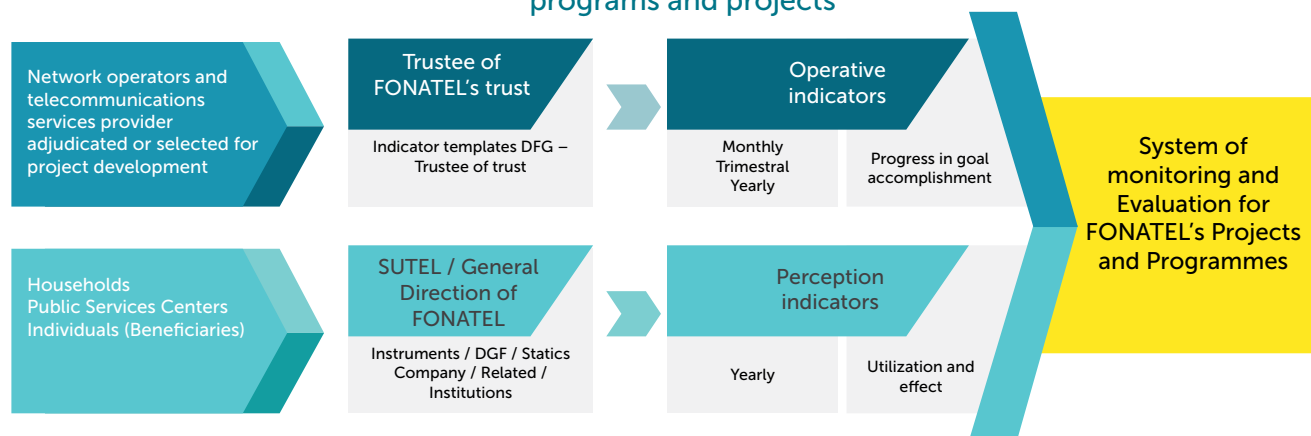 programs and projects
Network operators and
telecommunications
services provider
adjudicated or selected for
project development
Trustee of
FONATEL's trust
Indicator templates DFG –
Trustee of trust
Operative
indicators
Monthly
Trimestral
Yearly
Progress in goal
accomplishment
Households
Public Services Centers
Individuals (Beneficiaries)
SUTEL / General
Direction of
FONATEL
Instruments / DGF / Statics
Company / Related /
Institutions
Perception
indicators
Yearly
Utilization and
effect
System of
monitoring and
Evaluation for
FONATEL's Projects
and Programmes